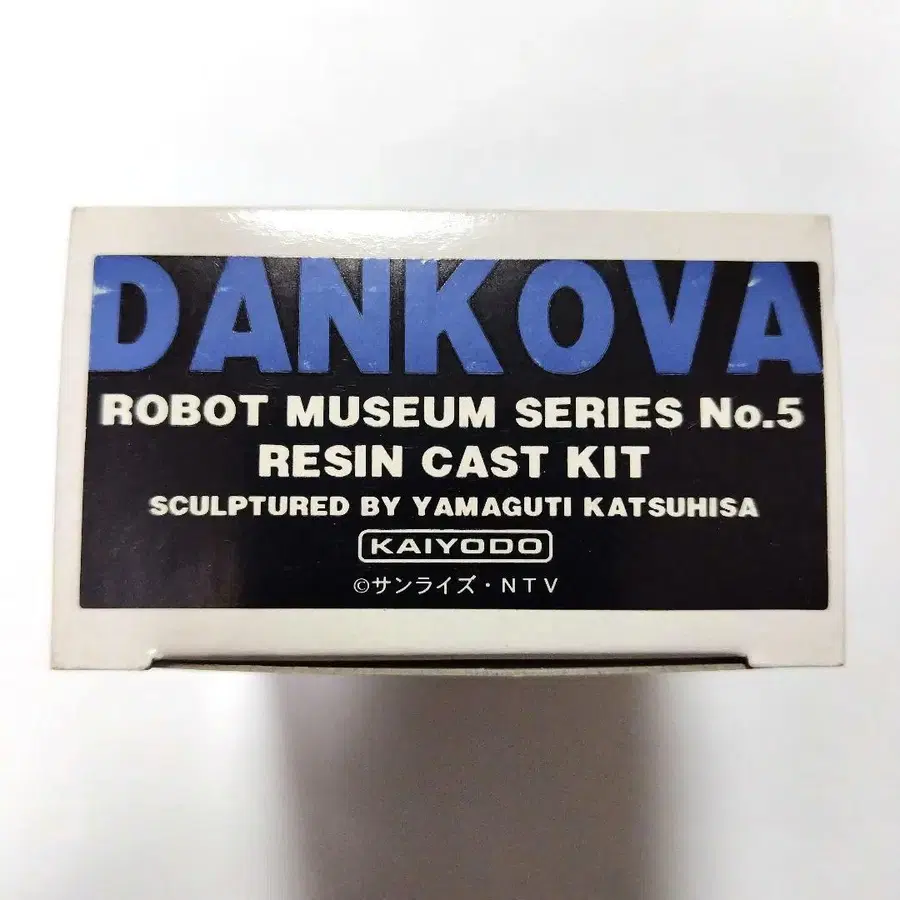 DANKOVA
ROBOT MUSEUM SERIES No.5
RESIN CAST KIT
SCULPTURED BY YAMAGUTI KATSUHISA
KAIYODO
©サンライズ・NTV